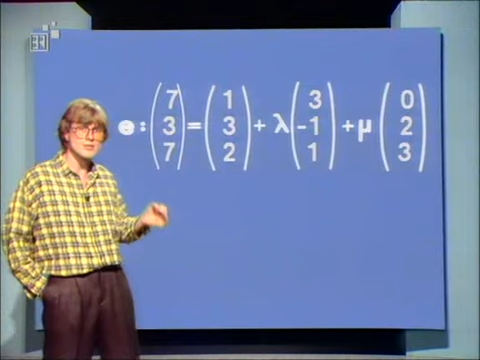 ⊙: (7 3 7) = (1 3 2) + λ (3 -1 1) + μ (0 2 3)